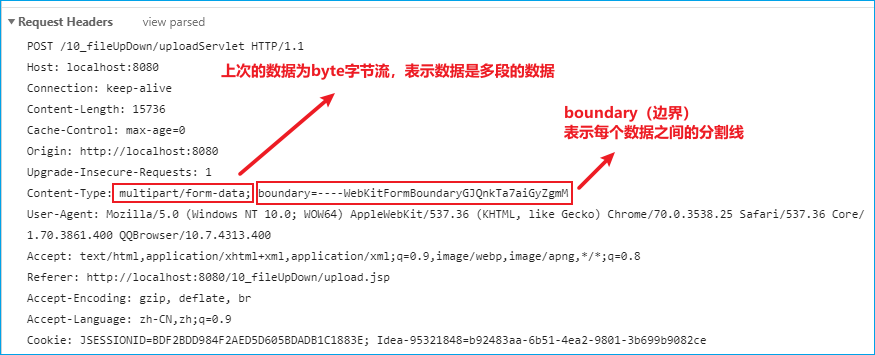 Request Headers view parsed
POST /10_fileUpDown/uploadServlet HTTP/1.1
Host: localhost:8080
上次的数据为byte字节流，表示数据是多段的数据
Connection: keep-alive
Content-Length: 15736
boundary（边界）
表示每个数据之间的分割线
Cache-Control: max-age=0
Origin: http://localhost:8080
Upgrade-Insecure-Requests: 1
Content-Type: multipart/form-data; boundary=----WebKitFormBoundaryGJQnkTa7aiGyZgmM
User-Agent: Mozilla/5.0 (Windows NT 10.0; WOW64) AppleWebKit/537.36 (KHTML, like Gecko) Chrome/70.0.3538.25 Safari/537.36 Core/
1.70.3861.400 QQBrowser/10.7.4313.400
Accept: text/html,application/xhtml+xml,application/xml;q=0.9,image/webp,image/apng,*/*;q=0.8
Referer: http://localhost:8080/10_fileUpDown/upload.jsp
Accept-Encoding: gzip, deflate, br
Accept-Language: zh-CN,zh;q=0.9
Cookie: JSESSIONID=BDF2BDD984F2AED5D605BDADB1C1883E; Idea-95321848=b92483aa-6b51-4ea2-9801-3b699b9082ce